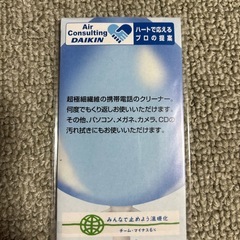 Air
Consulting
DAIKIN
ハートで応える
プロの提案
超極細繊維の携帯電話のクリーナー。
何度でもくり返しお使いいただけます。
その他、パソコン、メガネ、カメラ、CDの
汚れ拭きにもお使いいただけます。
みんなで止めよう温暖化
チーム・マイナス6%